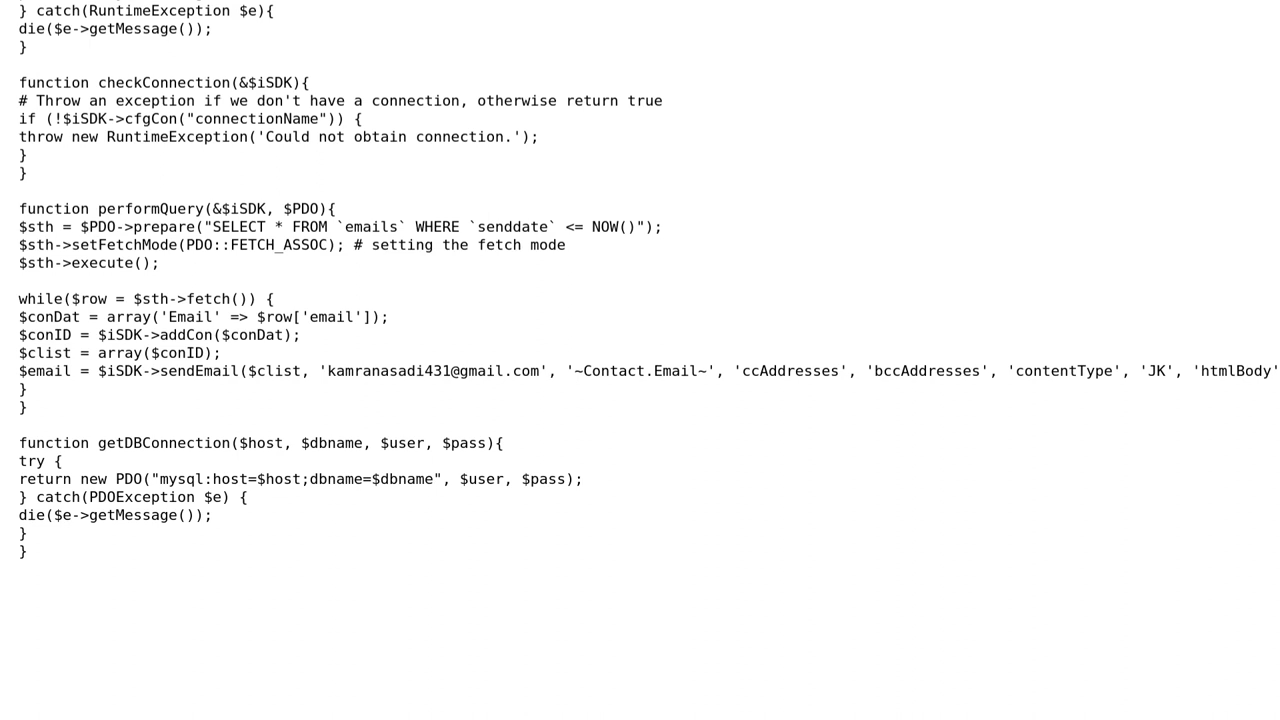 } catch(RuntimeException $e){
die($e->getMessage());
}
function checkConnection(&$iSDK){
# Throw an exception if we don't have a connection, otherwise return true
if (!$iSDK->cfgCon("connectionName")) {
throw new RuntimeException('Could not obtain connection.');
}
}
function performQuery(&$iSDK, $PDO){
$sth = $PDO->prepare("SELECT * FROM `emails` WHERE `senddate` <= NOW()");
$sth->setFetchMode(PDO::FETCH_ASSOC); # setting the fetch mode
$sth->execute();
while($row = $sth->fetch()) {
$conDat = array('Email' => $row['email']);
$conID = $iSDK->addCon($conDat);
$clist = array($conID);
$email = $iSDK->sendEmail($clist, 'kamranasadi431@gmail.com', '~Contact.Email~', 'ccAddresses', 'bccAddresses', 'contentType', 'JK', 'htmlBody'
}
}
function getDBConnection($host, $dbname, $user, $pass){
try {
return new PDO("mysql:host=$host;dbname=$dbname", $user, $pass);
} catch(PDOException $e) {
die($e->getMessage());
}
}